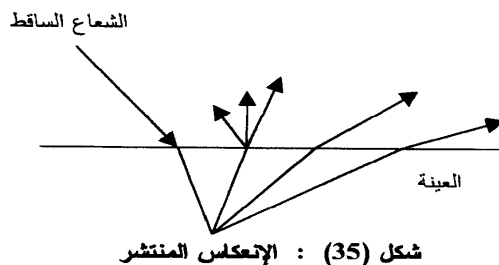 الشعاع الساقط
العينة
شكل (35) : الإنعكاس المنتشر